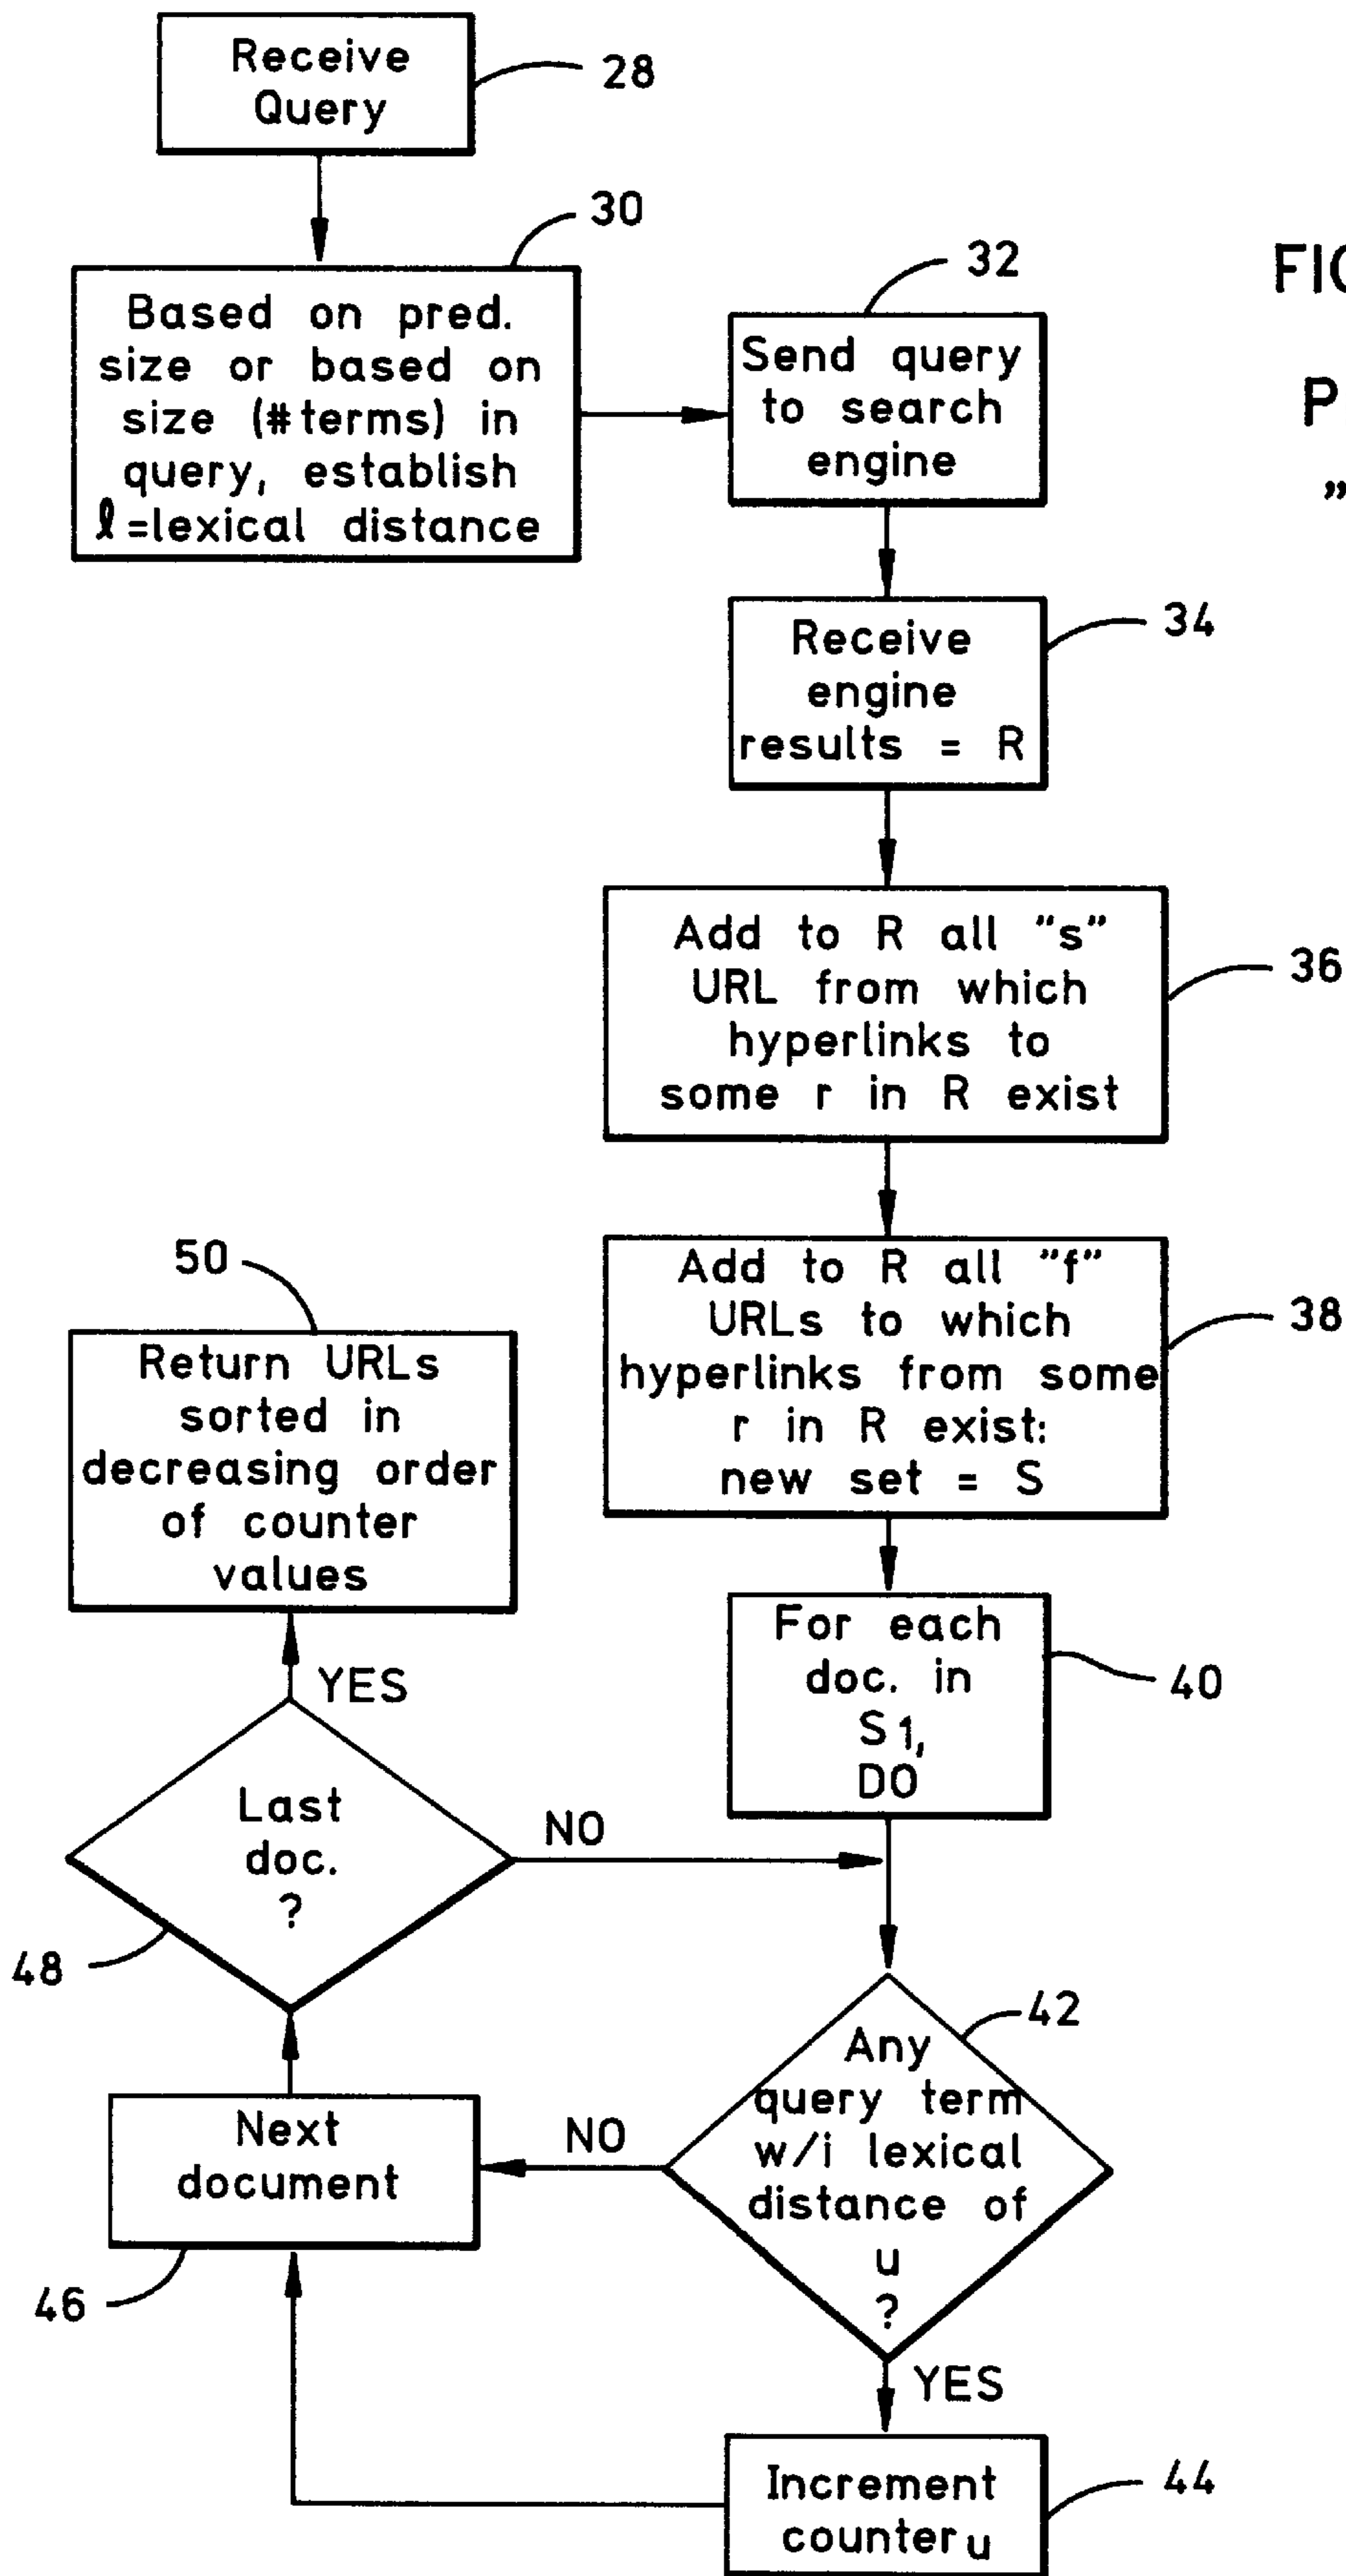 Receive
Query
28
30
Based on pred.
size or based on
size (#terms) in
query, establish
ℓ=lexical distance
32
Send query
to search
engine
34
Receive
engine
results = R
36
Add to R all "s"
URL from which
hyperlinks to
some r in R exist
38
Add to R all "f"
URLs to which
hyperlinks from some
r in R exist:
new set = S
40
For each
doc. in
S1,
DO
42
Any
query term
w/i lexical
distance of
u
?
NO
YES
44
Increment
counter u
46
Next
document
48
Last
doc.
?
NO
YES
50
Return URLs
sorted in
decreasing order
of counter
values